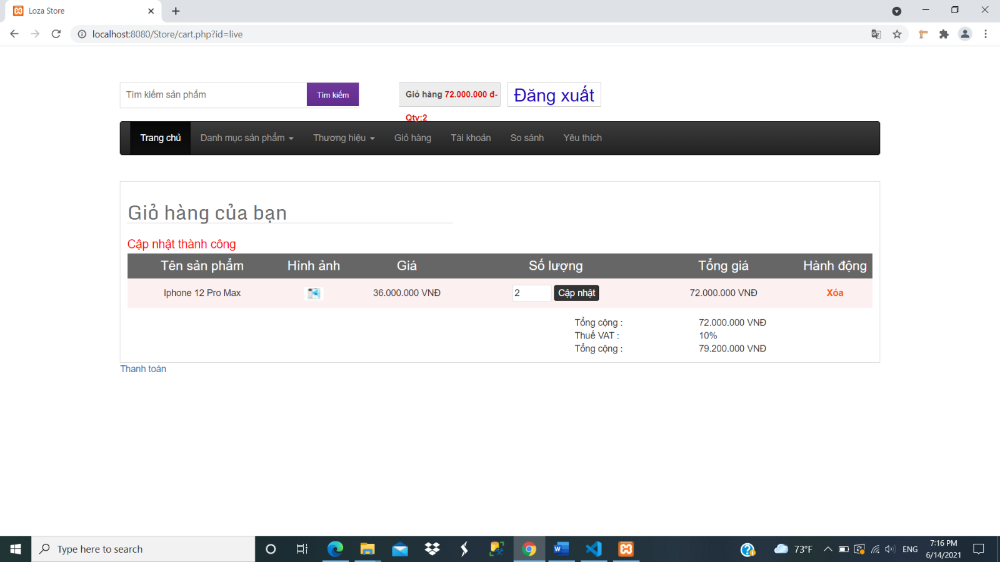 Loza Store
localhost:8080/Store/cart.php?id=live
Tìm kiếm sản phẩm
Tìm kiếm
Giỏ hàng 72.000.000 đ-
Qty:2
Đăng xuất
Trang chủ
Danh mục sản phẩm
Thương hiệu
Giỏ hàng
Tài khoản
So sánh
Yêu thích
Giỏ hàng của bạn
Cập nhật thành công
Tên sản phẩm Hình ảnh Giá Số lượng Tổng giá Hành động
Iphone 12 Pro Max 36.000.000 VNĐ 2 Cập nhật 72.000.000 VNĐ Xóa
Tổng cộng : 72.000.000 VNĐ
Thuế VAT : 10%
Tổng cộng : 79.200.000 VNĐ
Thanh toán
Type here to search
73°F
ENG
7:16 PM
6/14/2021